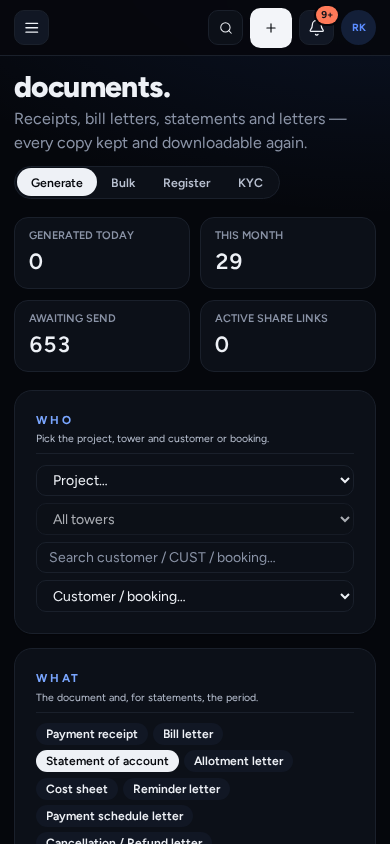 9+
RK
documents.
Receipts, bill letters, statements and letters —
every copy kept and downloadable again.
Generate Bulk Register KYC
GENERATED TODAY
0
THIS MONTH
29
AWAITING SEND
653
ACTIVE SHARE LINKS
0
WHO
Pick the project, tower and customer or booking.
Project...
All towers
Search customer / CUST / booking...
Customer / booking...
WHAT
The document and, for statements, the period.
Payment receipt Bill letter
Statement of account Allotment letter
Cost sheet Reminder letter
Payment schedule letter
Cancellation / Refund letter